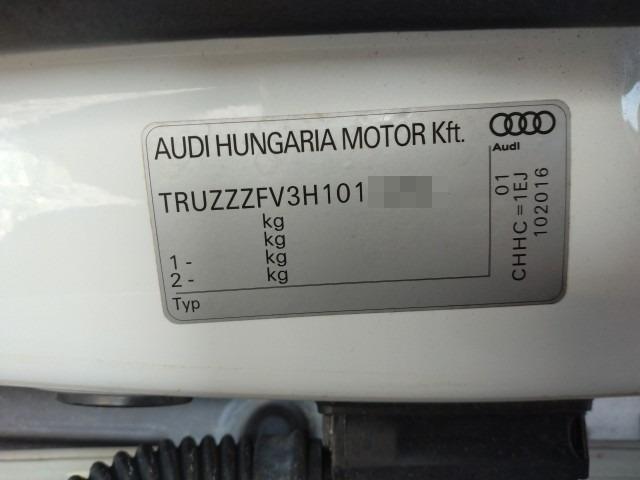 AUDI HUNGARIA MOTOR Kft.
Audi
TRUZZZFV3H101
kg
kg
1 - kg
2 - kg
Typ
01
CHHC = 1EJ
102016